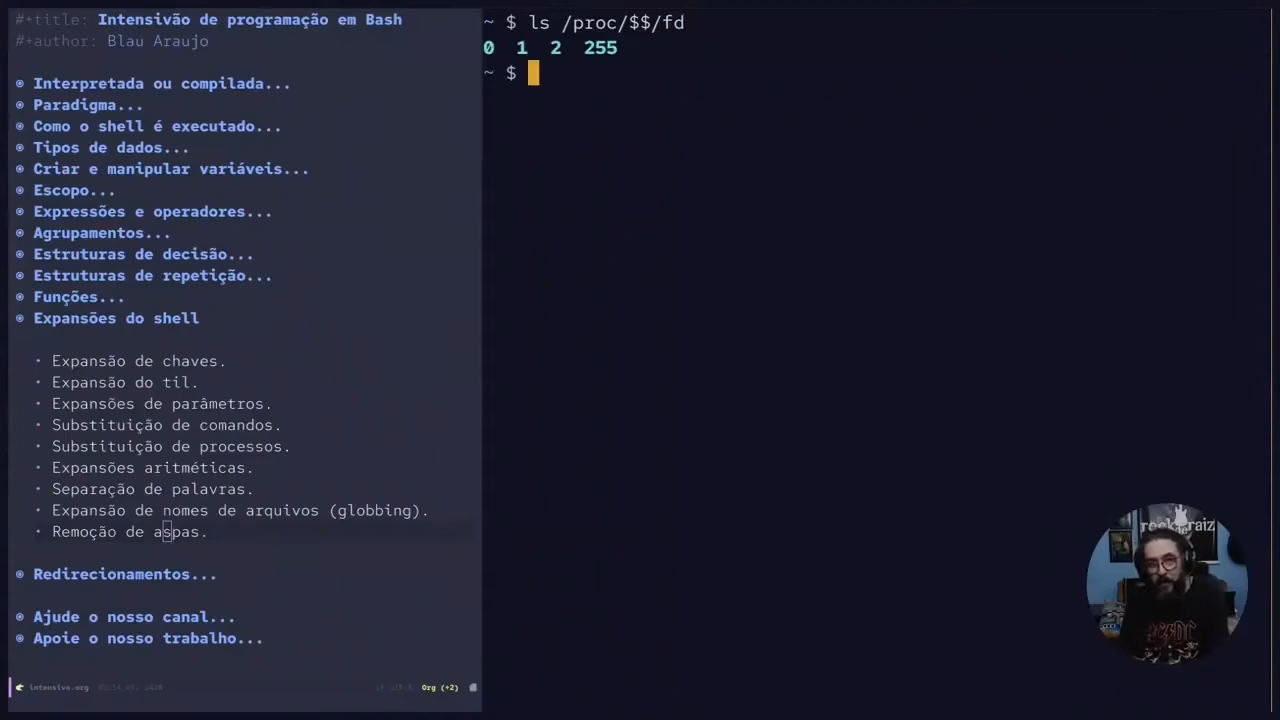 #+title: Intensivão de programação em Bash
#+author: Blau Araujo
Interpretada ou compilada...
Paradigma...
Como o shell é executado...
Tipos de dados...
Criar e manipular variáveis...
Escopo...
Expressões e operadores...
Agrupamentos...
Estruturas de decisão...
Estruturas de repetição...
Funções...
Expansões do shell
• Expansão de chaves.
• Expansão do til.
• Expansões de parâmetros.
• Substituição de comandos.
• Substituição de processos.
• Expansões aritméticas.
• Separação de palavras.
• Expansão de nomes de arquivos (globbing).
• Remoção de aspas.
Redirecionamentos...
Ajude o nosso canal...
Apoie o nosso trabalho...
intensivo.org
Org (+2)
~ $ ls /proc/$$/fd
0 1 2 255
~ $